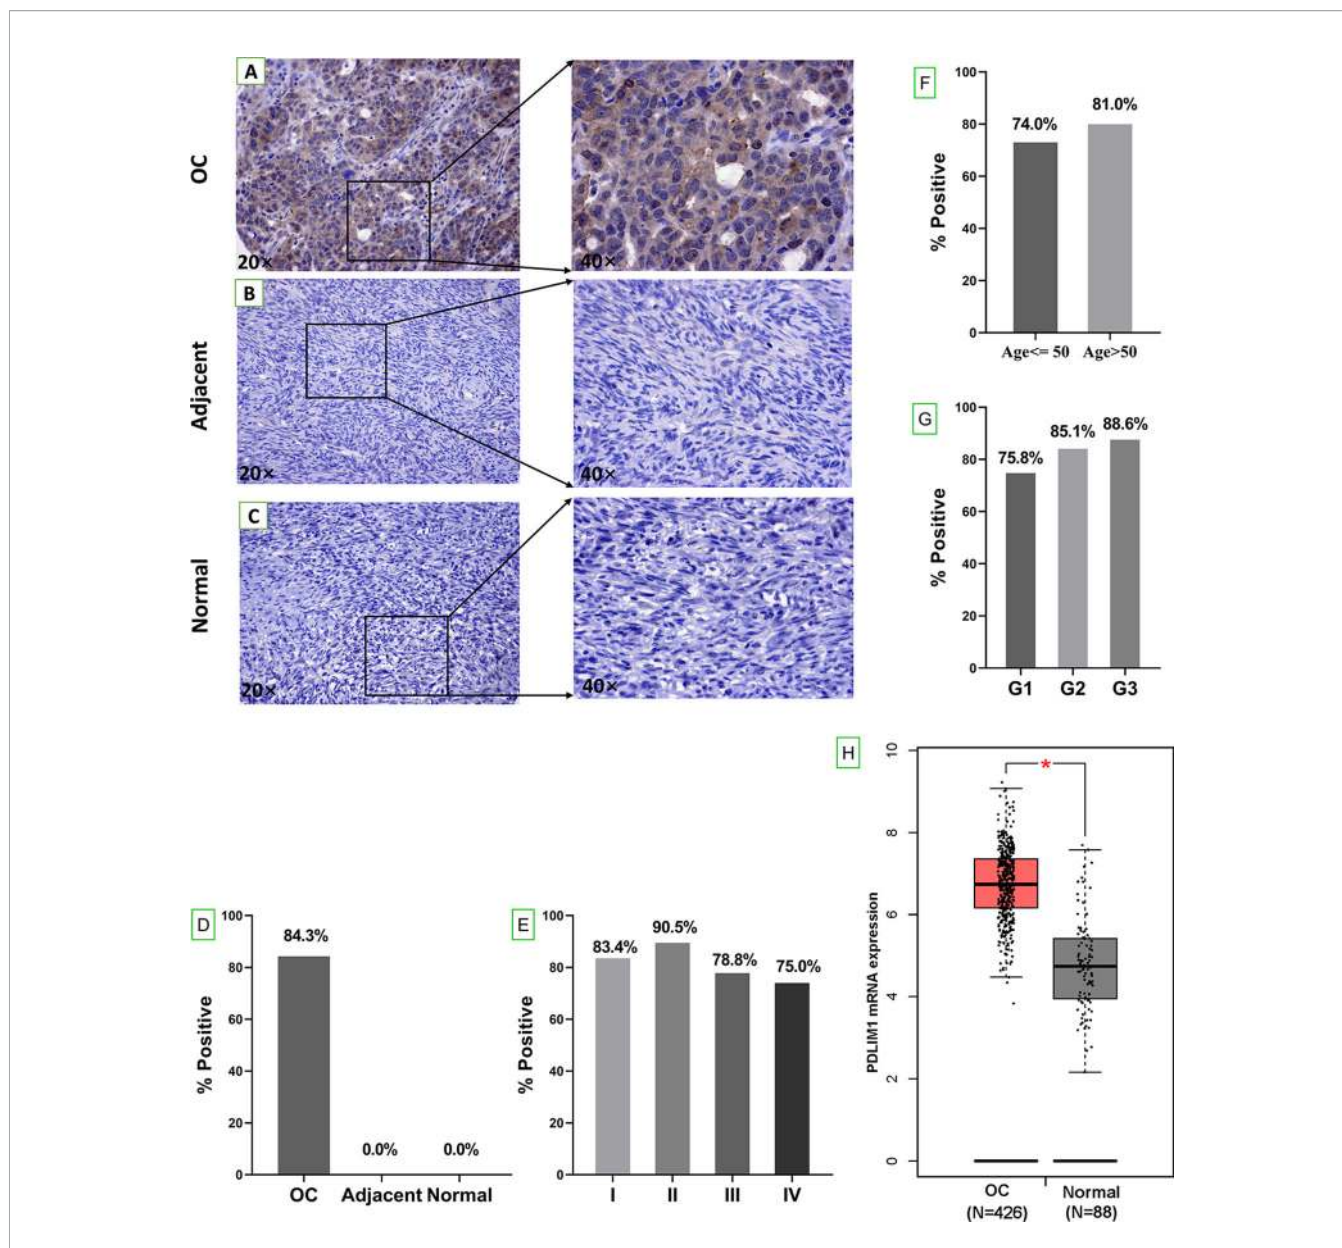 A
OC
20×
40×
B
Adjacent
20×
40×
C
Normal
20×
40×
D
% Positive
100
80
60
40
20
0
84.3%
0.0%
0.0%
OC
Adjacent
Normal
E
% Positive
100
80
60
40
20
0
83.4%
90.5%
78.8%
75.0%
I
II
III
IV
F
% Positive
100
80
60
40
20
0
74.0%
81.0%
Age<= 50
Age>50
G
% Positive
100
80
60
40
20
0
75.8%
85.1%
88.6%
G1
G2
G3
H
PDLIM1 mRNA expression
10
8
6
4
2
0
*
OC
(N=426)
Normal
(N=88)